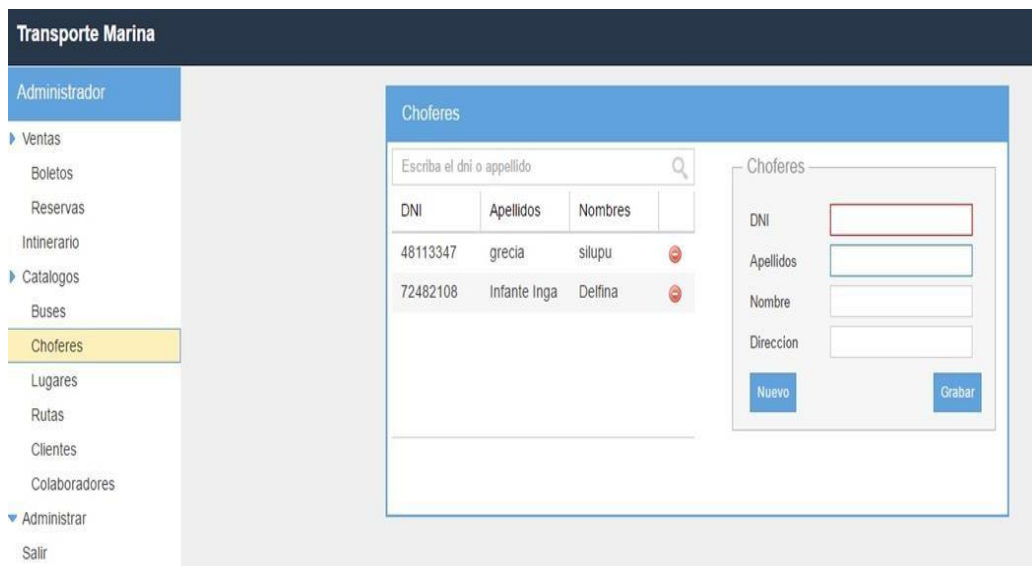 Transporte Marina
Administrador
Ventas
Boletos
Reservas
Intinerario
Catalogos
Buses
Choferes
Lugares
Rutas
Clientes
Colaboradores
Administrar
Salir
Choferes
Escriba el dni o appellido
DNI Apellidos Nombres
48113347 grecia silupu
72482108 Infante Inga Delfina
Choferes
DNI
Apellidos
Nombre
Direccion
Nuevo Grabar